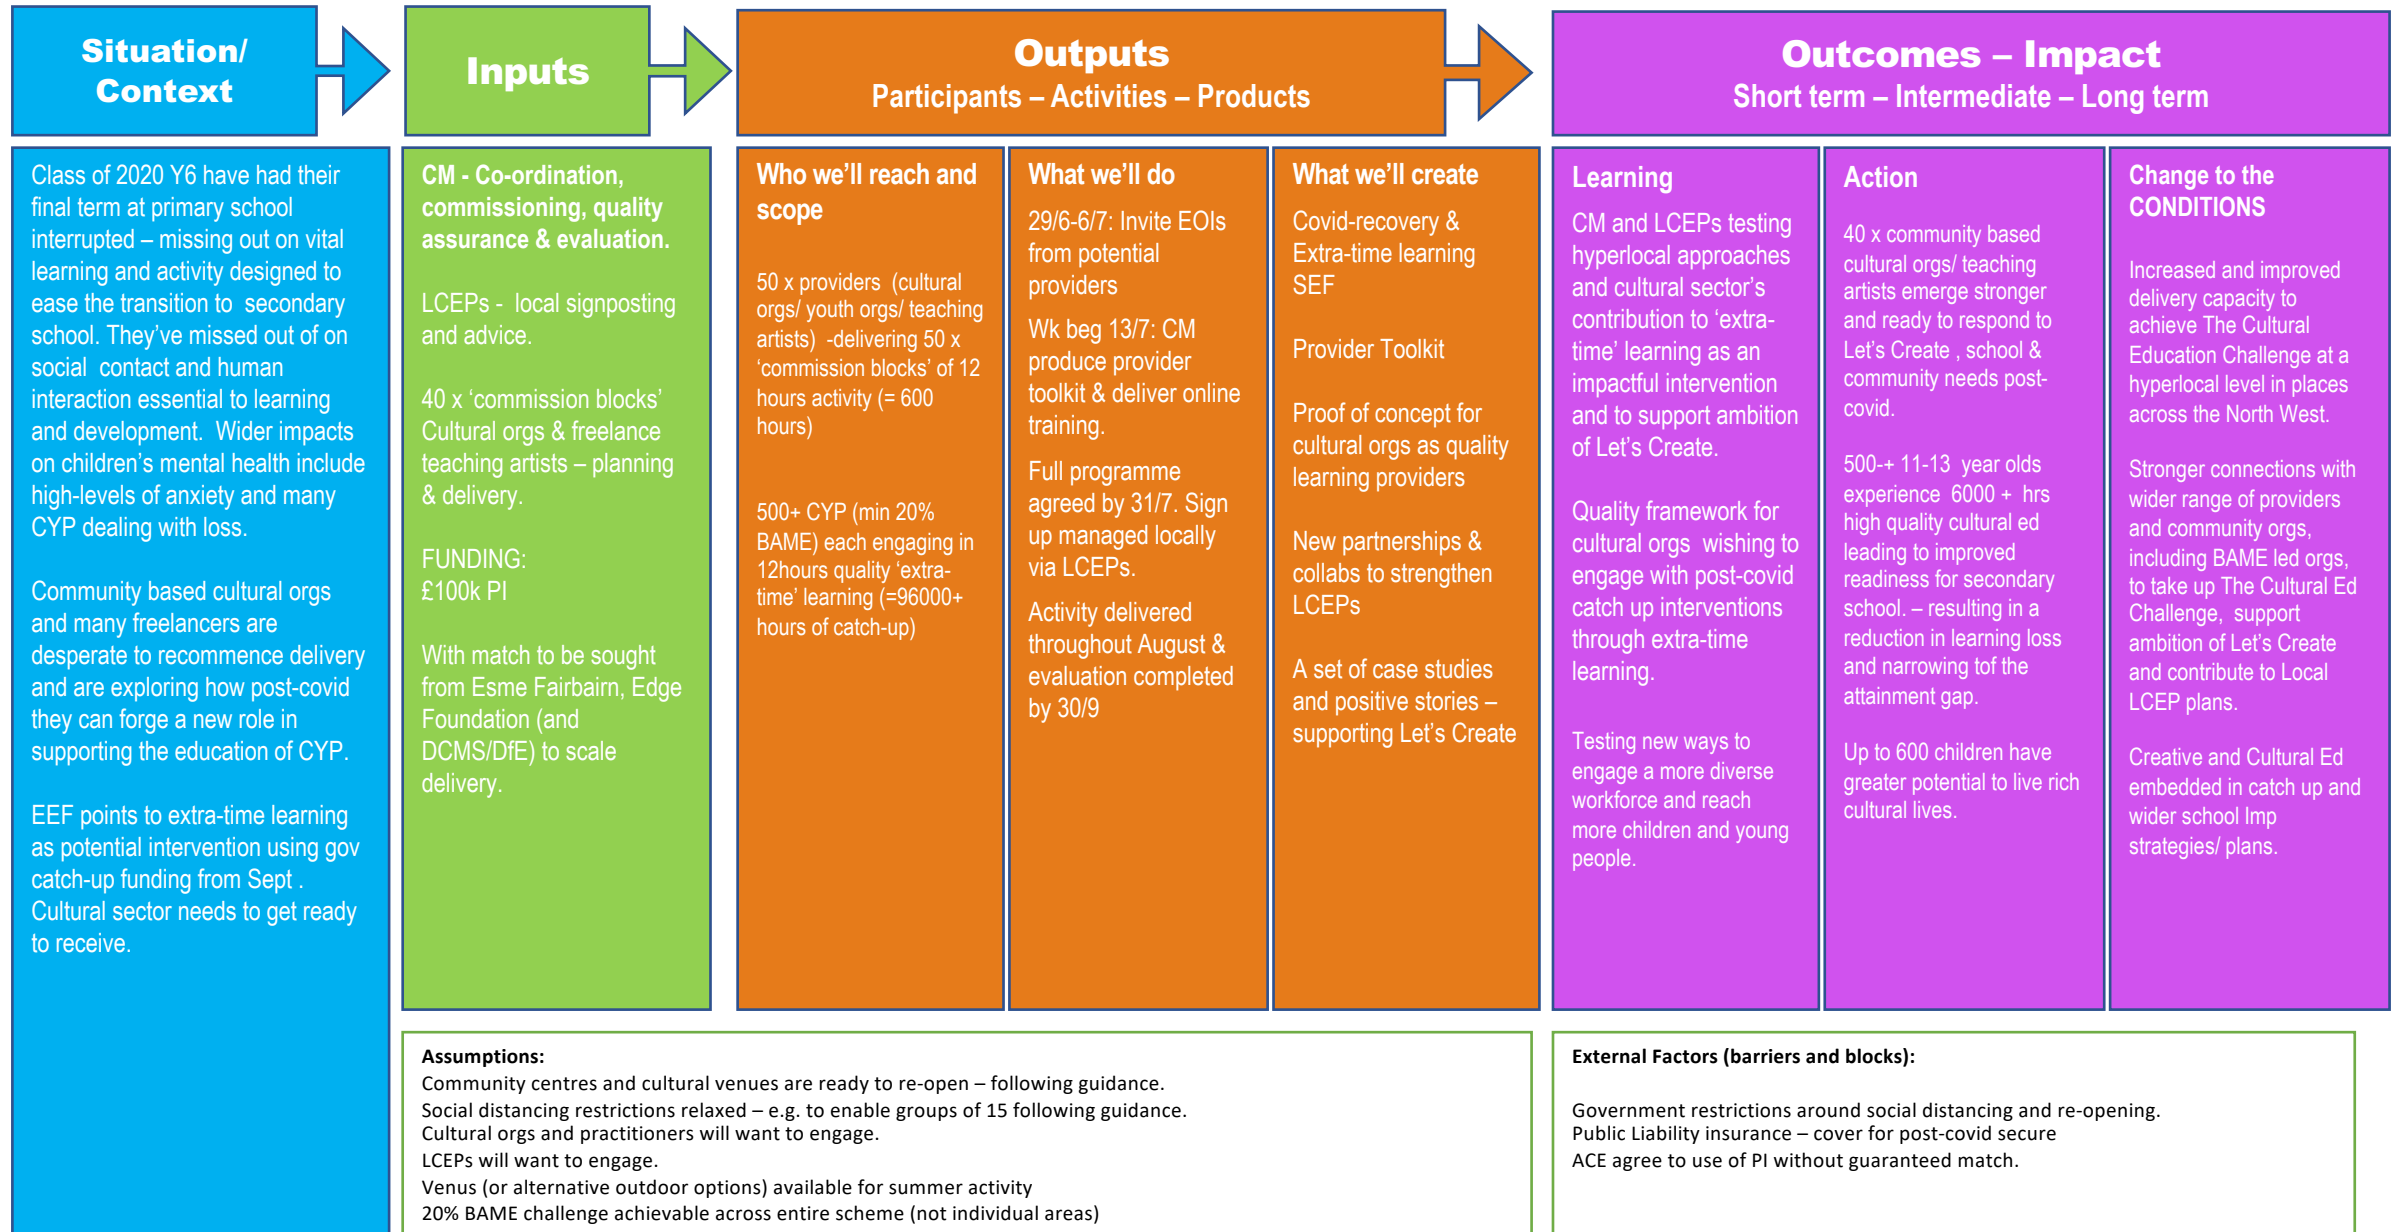 Situation/
Context
Inputs
Outputs
Participants – Activities – Products
Outcomes – Impact
Short term – Intermediate – Long term
Class of 2020 Y6 have had their
final term at primary school
interrupted – missing out on vital
learning and activity designed to
ease the transition to secondary
school. They've missed out of on
social contact and human
interaction essential to learning
and development. Wider impacts
on children's mental health include
high-levels of anxiety and many
CYP dealing with loss.
Community based cultural orgs
and many freelancers are
desperate to recommence delivery
and are exploring how post-covid
they can forge a new role in
supporting the education of CYP.
EEF points to extra-time learning
as potential intervention using gov
catch-up funding from Sept .
Cultural sector needs to get ready
to receive.
CM - Co-ordination,
commissioning, quality
assurance & evaluation.
LCEPs - local signposting
and advice.
40 x 'commission blocks'
Cultural orgs & freelance
teaching artists – planning
& delivery.
FUNDING:
£100k PI
With match to be sought
from Esme Fairbairn, Edge
Foundation (and
DCMS/DfE) to scale
delivery.
Who we'll reach and
scope
50 x providers (cultural
orgs/ youth orgs/ teaching
artists) -delivering 50 x
'commission blocks' of 12
hours activity (= 600
hours)
500+ CYP (min 20%
BAME) each engaging in
12hours quality 'extra-
time' learning (=96000+
hours of catch-up)
What we'll do
29/6-6/7: Invite EOIs
from potential
providers
Wk beg 13/7: CM
produce provider
toolkit & deliver online
training.
Full programme
agreed by 31/7. Sign
up managed locally
via LCEPs.
Activity delivered
throughout August &
evaluation completed
by 30/9
What we'll create
Covid-recovery &
Extra-time learning
SEF
Provider Toolkit
Proof of concept for
cultural orgs as quality
learning providers
New partnerships &
collabs to strengthen
LCEPs
A set of case studies
and positive stories –
supporting Let's Create
Learning
CM and LCEPs testing
hyperlocal approaches
and cultural sector's
contribution to 'extra-
time' learning as an
impactful intervention
and to support ambition
of Let's Create.
Quality framework for
cultural orgs wishing to
engage with post-covid
catch up interventions
through extra-time
learning.
Testing new ways to
engage a more diverse
workforce and reach
more children and young
people.
Action
40 x community based
cultural orgs/ teaching
artists emerge stronger
and ready to respond to
Let's Create , school &
community needs post-
covid.
500-+ 11-13 year olds
experience 6000 + hrs
high quality cultural ed
leading to improved
readiness for secondary
school. – resulting in a
reduction in learning loss
and narrowing tof the
attainment gap.
Up to 600 children have
greater potential to live rich
cultural lives.
Change to the
CONDITIONS
Increased and improved
delivery capacity to
achieve The Cultural
Education Challenge at a
hyperlocal level in places
across the North West.
Stronger connections with
wider range of providers
and community orgs,
including BAME led orgs,
to take up The Cultural Ed
Challenge, support
ambition of Let's Create
and contribute to Local
LCEP plans.
Creative and Cultural Ed
embedded in catch up and
wider school Imp
strategies/ plans.
Assumptions:
Community centres and cultural venues are ready to re-open – following guidance.
Social distancing restrictions relaxed – e.g. to enable groups of 15 following guidance.
Cultural orgs and practitioners will want to engage.
LCEPs will want to engage.
Venus (or alternative outdoor options) available for summer activity
20% BAME challenge achievable across entire scheme (not individual areas)
External Factors (barriers and blocks):
Government restrictions around social distancing and re-opening.
Public Liability insurance – cover for post-covid secure
ACE agree to use of PI without guaranteed match.